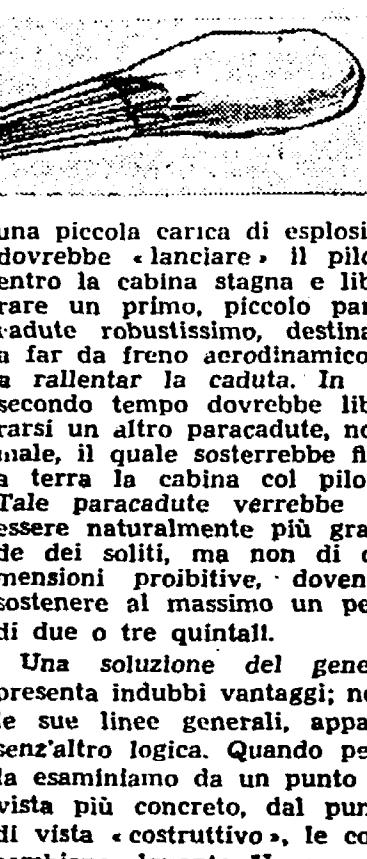 una piccola carica di esplosi
dovrebbe «lanciare» il pilo
entro la cabina stagna e lib
rare un primo, piccolo par
cadute robustissimo, destina
a far da freno aerodinamico
a rallentar la caduta. In
secondo tempo dovrebbe lib
rarsi un altro paracadute, no
male, il quale sosterrebbe fi
a terra la cabina col pilo
Tale paracadute verrebbe
essere naturalmente più gra
de dei soliti, ma non di d
mensioni proibitive, doven
sostenere al massimo un pe
di due o tre quintali.
Una soluzione del gene
presenta indubbi vantaggi; ne
le sue linee generali, appa
senz'altro logica. Quando pe
la esaminiamo da un punto
vista più concreto, dal pun
di vista «costruttivo», le co